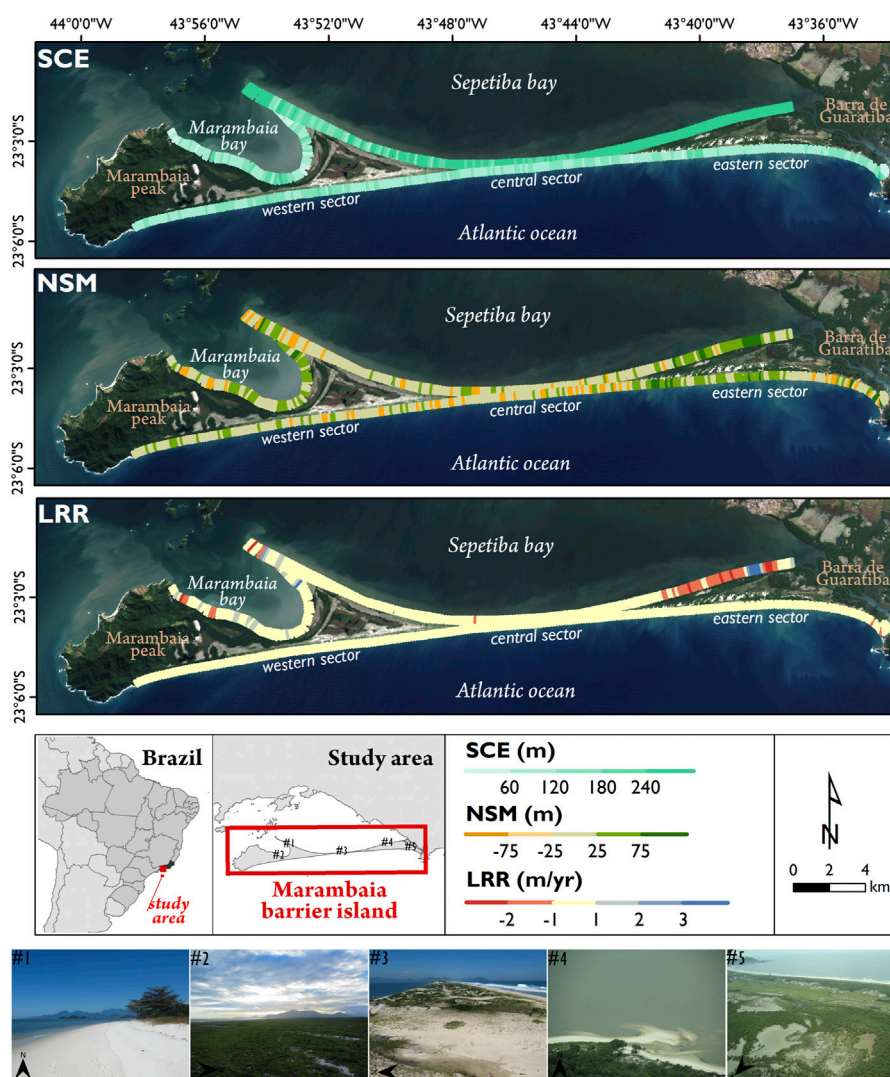 44°00'0"W 43°56'0"W 43°52'0"W 43°48'0"W 43°44'0"W 43°40'0"W 43°36'0"W
SCE
Sepetiba bay
Marambaia
bay
Barra de
Guaratiba
Marambaia
peak
23°3'0"S
23°6'0"S
western sector
central sector
eastern sector
Atlantic ocean
NSM
Sepetiba bay
Marambaia
bay
Barra de
Guaratiba
Marambaia
peak
23°3'0"S
23°6'0"S
western sector
central sector
eastern sector
Atlantic ocean
LRR
Sepetiba bay
Marambaia
bay
Barra de
Guaratiba
Marambaia
peak
23°3'0"S
23°6'0"S
western sector
central sector
eastern sector
Atlantic ocean
Brazil
study
area
Study area
#1
#2
#3
#4
#5
Marambaia
barrier island
SCE (m)
60 120 180 240
NSM (m)
-75 -25 25 75
LRR (m/yr)
-2 -1 1 2 3
N
0 2 4
km
#1 #2 #3 #4 #5
N